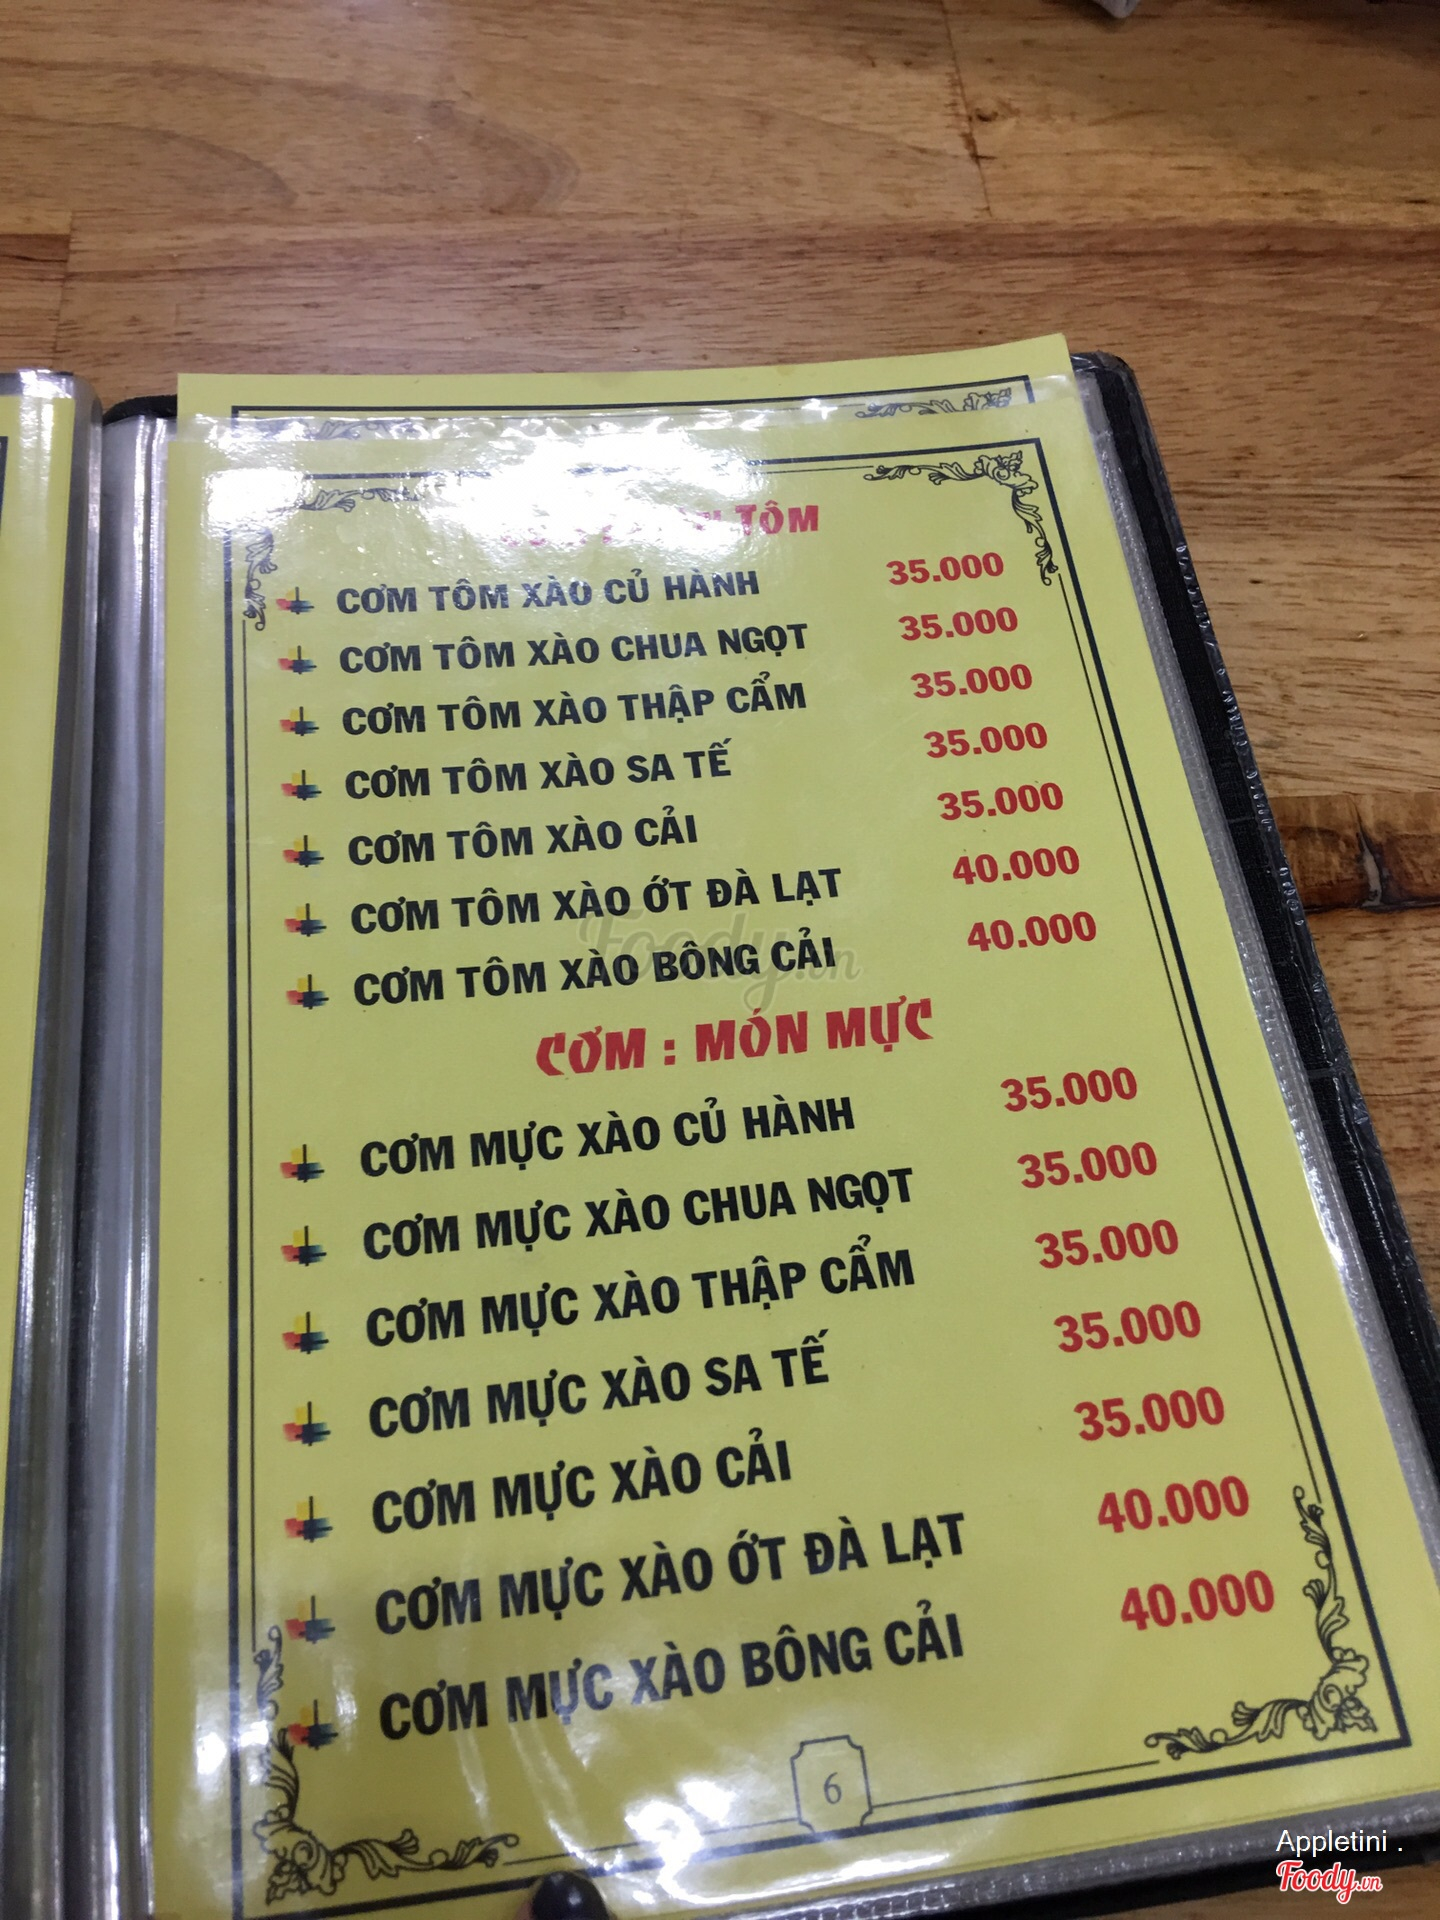 TÔM
CƠM TÔM XÀO CỦ HÀNH 35.000
CƠM TÔM XÀO CHUA NGỌT 35.000
CƠM TÔM XÀO THẬP CẨM 35.000
CƠM TÔM XÀO SA TẾ 35.000
CƠM TÔM XÀO CẢI 35.000
CƠM TÔM XÀO ỚT ĐÀ LẠT 40.000
CƠM TÔM XÀO BÔNG CẢI 40.000
Foody.vn
CƠM : MÓN MỰC
CƠM MỰC XÀO CỦ HÀNH 35.000
CƠM MỰC XÀO CHUA NGỌT 35.000
CƠM MỰC XÀO THẬP CẨM 35.000
CƠM MỰC XÀO SA TẾ 35.000
CƠM MỰC XÀO CẢI 35.000
CƠM MỰC XÀO ỚT ĐÀ LẠT 40.000
CƠM MỰC XÀO BÔNG CẢI 40.000
6
Appletini .
Foody.vn